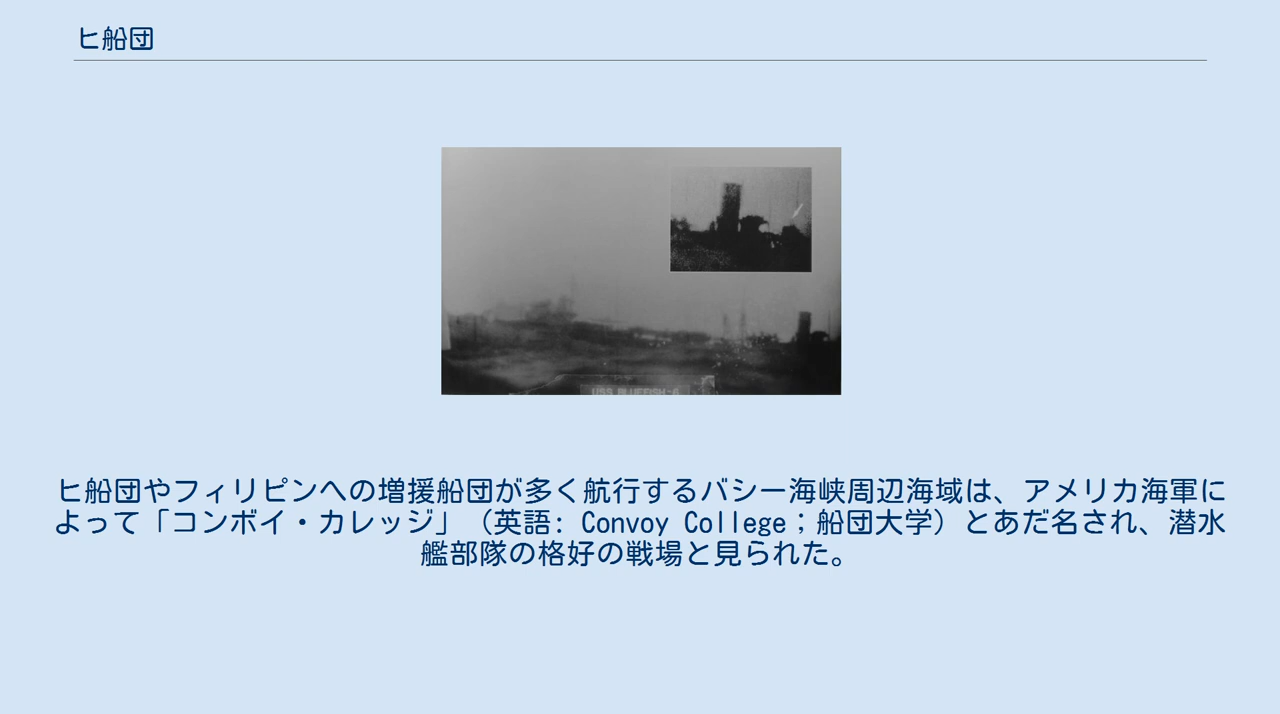 ヒ船団
USS BLUEFISH-6
ヒ船団やフィリピンへの増援船団が多く航行するバシー海峡周辺海域は、アメリカ海軍に
よって「コンボイ・カレッジ」（英語: Convoy College；船団大学）とあだ名され、潜水
艦部隊の格好の戦場と見られた。